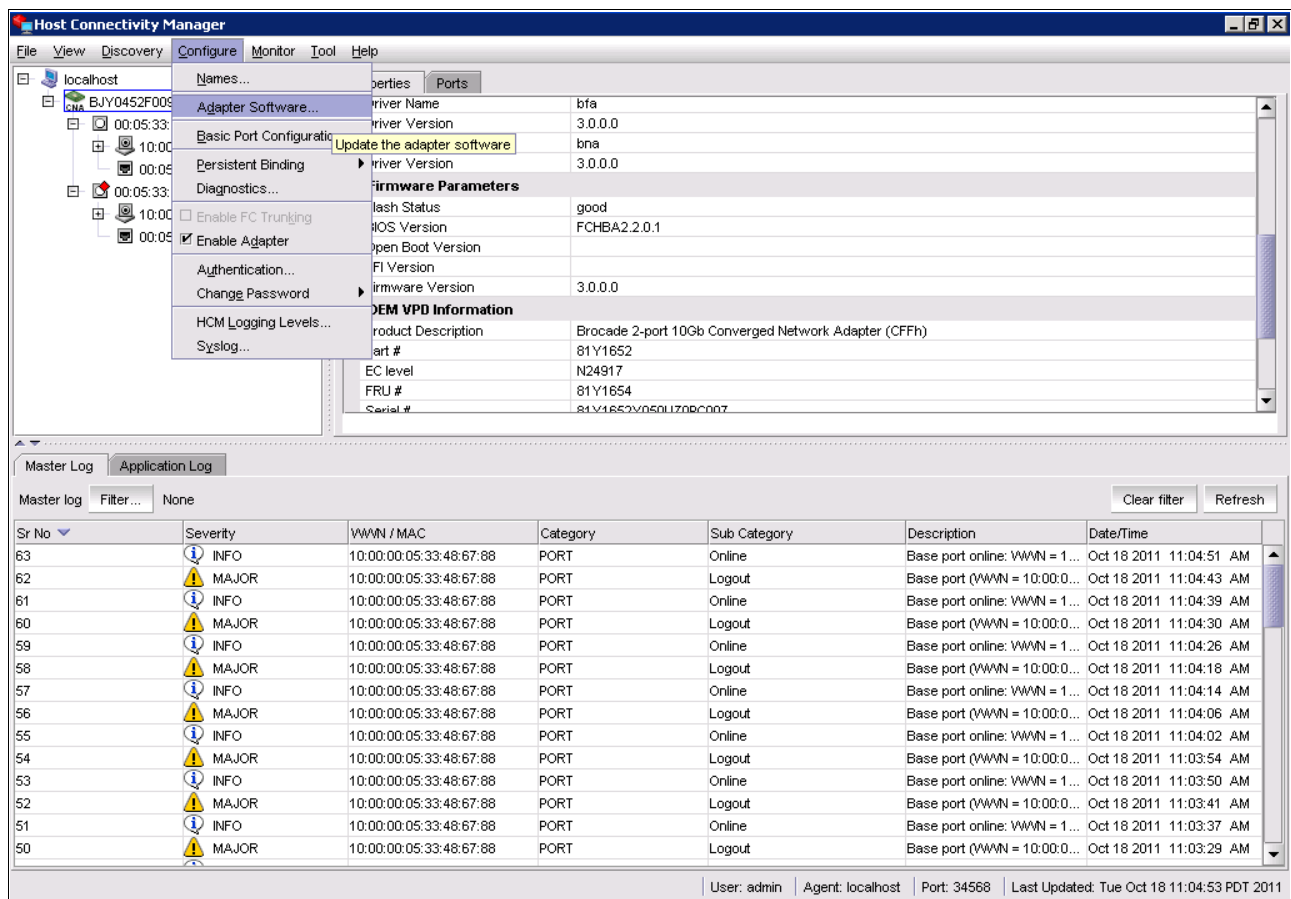 Host Connectivity Manager
File View Discovery Configure Monitor Tool Help
localhost
BJY0452F009
00:05:33:
10:00
00:05
00:05:33:
10:00
00:05
Names...
Adapter Software...
Basic Port Configuratio
Update the adapter software
Persistent Binding
Diagnostics...
Enable FC Trunking
Enable Adapter
Authentication...
Change Password
HCM Logging Levels...
Syslog...
perties Ports
Driver Name bfa
Driver Version 3.0.0.0
bna
Driver Version 3.0.0.0
Firmware Parameters
lash Status good
BIOS Version FCHBA2.2.0.1
Open Boot Version
FI Version
irmware Version 3.0.0.0
OEM VPD Information
roduct Description Brocade 2-port 10Gb Converged Network Adapter (CFFh)
art # 81Y1652
EC level N24917
FRU # 81Y1654
Serial # 81Y1652Y050UZ0PC007
Master Log Application Log
Master log Filter... None Clear filter Refresh
Sr No Severity WWN / MAC Category Sub Category Description Date/Time
63 INFO 10:00:00:05:33:48:67:88 PORT Online Base port online: WWN = 1... Oct 18 2011 11:04:51 AM
62 MAJOR 10:00:00:05:33:48:67:88 PORT Logout Base port (WWN = 10:00:0... Oct 18 2011 11:04:43 AM
61 INFO 10:00:00:05:33:48:67:88 PORT Online Base port online: WWN = 1... Oct 18 2011 11:04:39 AM
60 MAJOR 10:00:00:05:33:48:67:88 PORT Logout Base port (WWN = 10:00:0... Oct 18 2011 11:04:30 AM
59 INFO 10:00:00:05:33:48:67:88 PORT Online Base port online: WWN = 1... Oct 18 2011 11:04:26 AM
58 MAJOR 10:00:00:05:33:48:67:88 PORT Logout Base port (WWN = 10:00:0... Oct 18 2011 11:04:18 AM
57 INFO 10:00:00:05:33:48:67:88 PORT Online Base port online: WWN = 1... Oct 18 2011 11:04:14 AM
56 MAJOR 10:00:00:05:33:48:67:88 PORT Logout Base port (WWN = 10:00:0... Oct 18 2011 11:04:06 AM
55 INFO 10:00:00:05:33:48:67:88 PORT Online Base port online: WWN = 1... Oct 18 2011 11:04:02 AM
54 MAJOR 10:00:00:05:33:48:67:88 PORT Logout Base port (WWN = 10:00:0... Oct 18 2011 11:03:54 AM
53 INFO 10:00:00:05:33:48:67:88 PORT Online Base port online: WWN = 1... Oct 18 2011 11:03:50 AM
52 MAJOR 10:00:00:05:33:48:67:88 PORT Logout Base port (WWN = 10:00:0... Oct 18 2011 11:03:41 AM
51 INFO 10:00:00:05:33:48:67:88 PORT Online Base port online: WWN = 1... Oct 18 2011 11:03:37 AM
50 MAJOR 10:00:00:05:33:48:67:88 PORT Logout Base port (WWN = 10:00:0... Oct 18 2011 11:03:29 AM
User: admin Agent: localhost Port: 34568 Last Updated: Tue Oct 18 11:04:53 PDT 2011